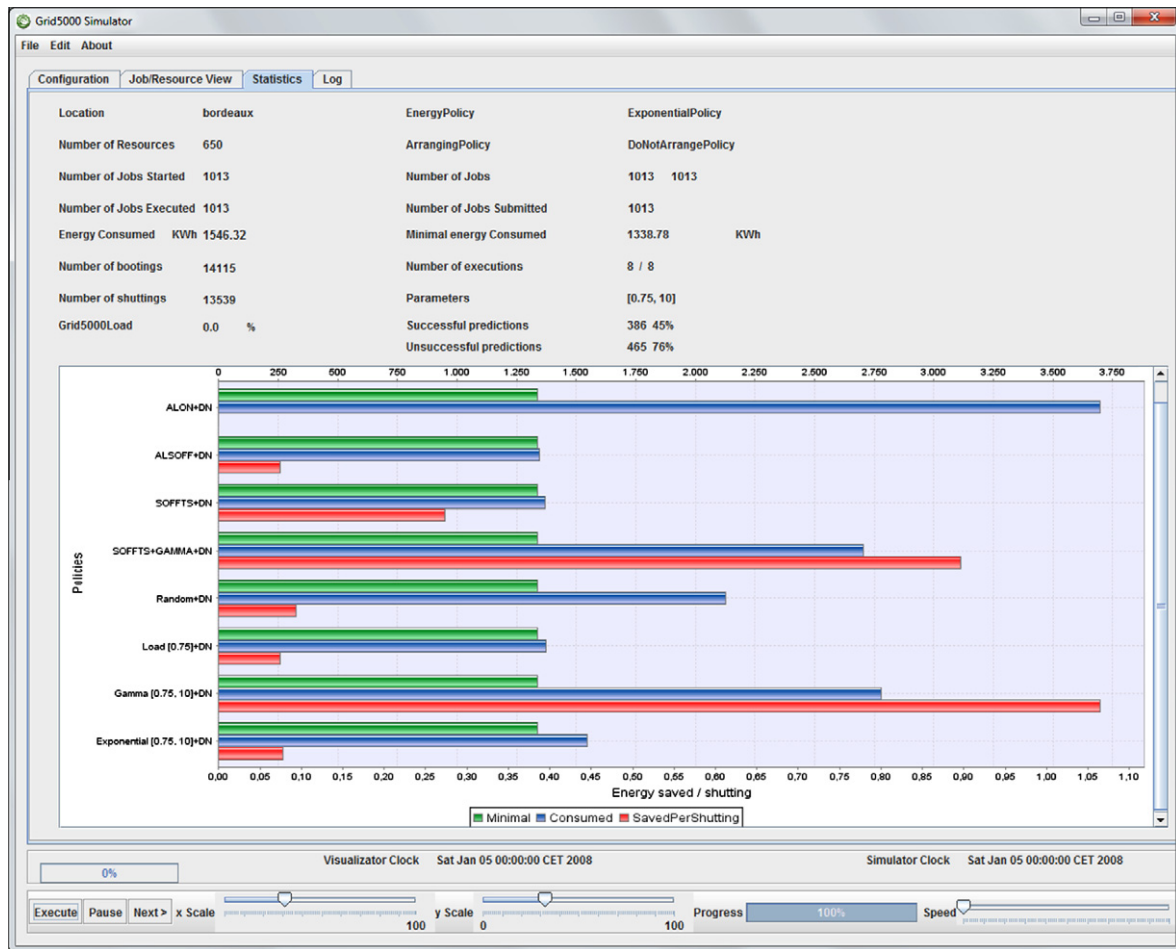 Grid5000 Simulator
File Edit About
Configuration Job/Resource View Statistics Log
Location bordeaux EnergyPolicy ExponentialPolicy
Number of Resources 650 ArrangingPolicy DoNotArrangePolicy
Number of Jobs Started 1013 Number of Jobs 1013 1013
Number of Jobs Executed 1013 Number of Jobs Submitted 1013
Energy Consumed KWh 1546.32 Minimal energy Consumed 1338.78 KWh
Number of bootings 14115 Number of executions 8 / 8
Number of shuttings 13539 Parameters [0.75, 10]
Grid5000Load 0.0 % Successful predictions 386 45%
Unsuccessful predictions 465 76%
0 250 500 750 1.000 1.250 1.500 1.750 2.000 2.250 2.500 2.750 3.000 3.250 3.500 3.750
Policies
ALON+DN
ALSOFF+DN
SOFFTS+DN
SOFFTS+GAMMA+DN
Random+DN
Load [0.75]+DN
Gamma [0.75, 10]+DN
Exponential [0.75, 10]+DN
0,00 0,05 0,10 0,15 0,20 0,25 0,30 0,35 0,40 0,45 0,50 0,55 0,60 0,65 0,70 0,75 0,80 0,85 0,90 0,95 1,00 1,05 1,10
Energy saved / shutting
Minimal Consumed SavedPerShutting
Visualizator Clock Sat Jan 05 00:00:00 CET 2008 Simulator Clock Sat Jan 05 00:00:00 CET 2008
0%
Execute Pause Next > x Scale 100 y Scale 0 100 Progress 100% Speed